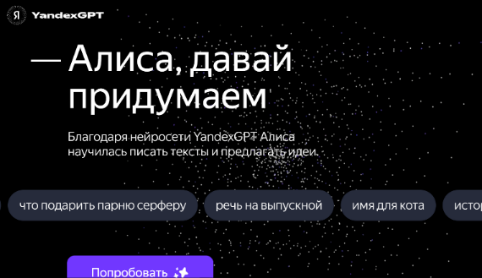 Я YandexGPT
— Алиса, давай
придумаем
Благодаря нейросети YandexGPT Алиса
научилась писать тексты и предлагать идеи.
что подарить парню серферу речь на выпускной имя для кота
Попробовать